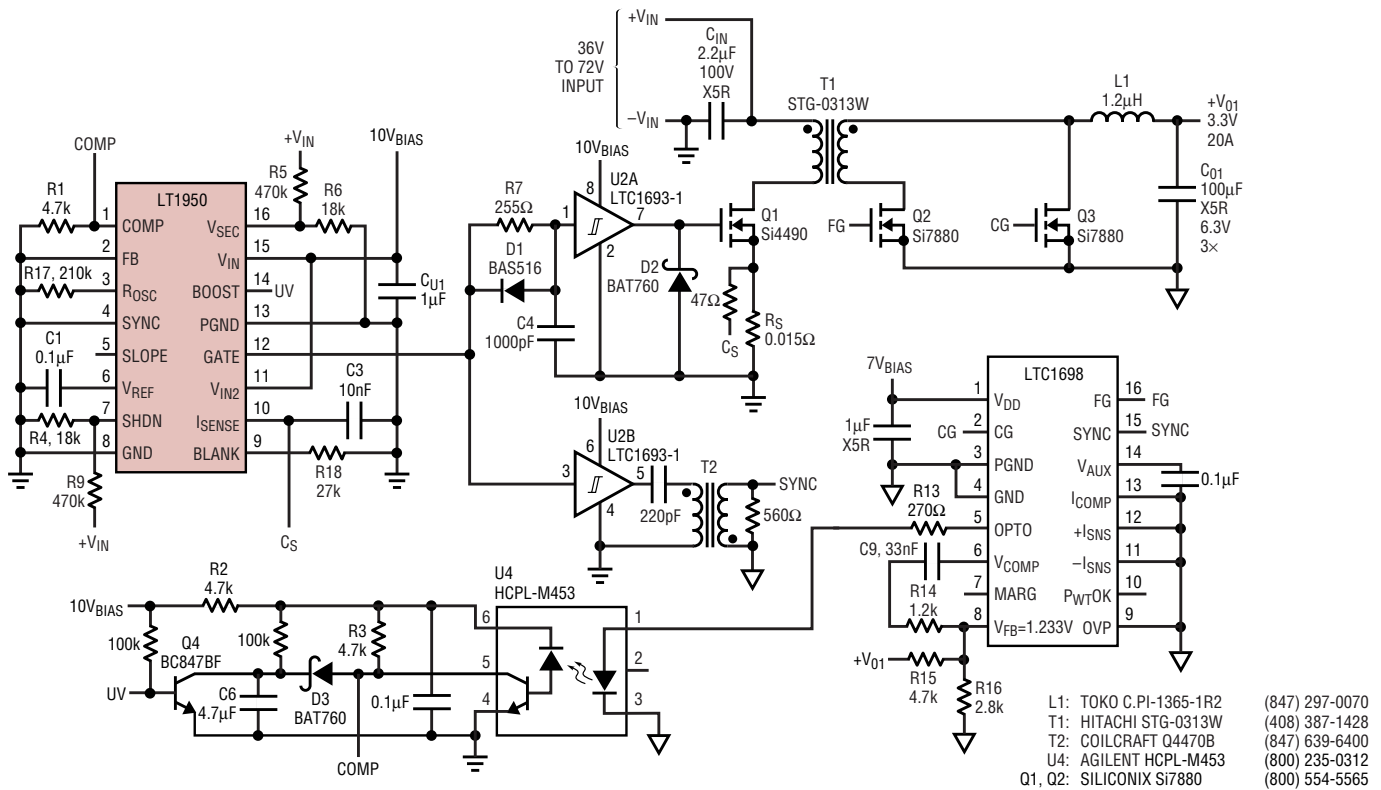 +VIN
36V
TO 72V
INPUT
−VIN
CIN
2.2µF
100V
X5R
T1
STG-0313W
L1
1.2µH
+V01
3.3V
20A
C01
100µF
X5R
6.3V
3×
COMP
R1
4.7k
LT1950
1
COMP
2
FB
R17, 210k
3
ROSC
4
SYNC
5
SLOPE
C1
0.1µF
6
VREF
7
SHDN
R4, 18k
8
GND
R9
470k
+VIN
+VIN
R5
470k
R6
18k
10VBIAS
16
VSEC
15
VIN
14
BOOST
UV
13
PGND
12
GATE
11
VIN2
10
ISENSE
9
BLANK
CU1
1µF
C3
10nF
R18
27k
CS
10VBIAS
U2A
LTC1693-1
8
1
7
2
R7
255Ω
D1
BAS516
C4
1000pF
D2
BAT760
Q1
Si4490
47Ω
CS
RS
0.015Ω
FG
Q2
Si7880
CG
Q3
Si7880
10VBIAS
U2B
LTC1693-1
6
3
5
4
220pF
T2
SYNC
560Ω
7VBIAS
1µF
X5R
LTC1698
1
VDD
CG
2
CG
3
PGND
4
GND
R13
270Ω
5
OPTO
C9, 33nF
6
VCOMP
7
MARG
R14
1.2k
8
VFB=1.233V
16
FG
FG
15
SYNC
SYNC
14
VAUX
0.1µF
13
ICOMP
12
+ISNS
11
−ISNS
10
PWTOK
9
OVP
+V01
R15
4.7k
R16
2.8k
10VBIAS
R2
4.7k
100k
Q4
BC847BF
UV
100k
R3
4.7k
C6
4.7µF
D3
BAT760
0.1µF
COMP
U4
HCPL-M453
6
5
4
1
2
3
L1: TOKO C.PI-1365-1R2 (847) 297-0070
T1: HITACHI STG-0313W (408) 387-1428
T2: COILCRAFT Q4470B (847) 639-6400
U4: AGILENT HCPL-M453 (800) 235-0312
Q1, Q2: SILICONIX Si7880 (800) 554-5565